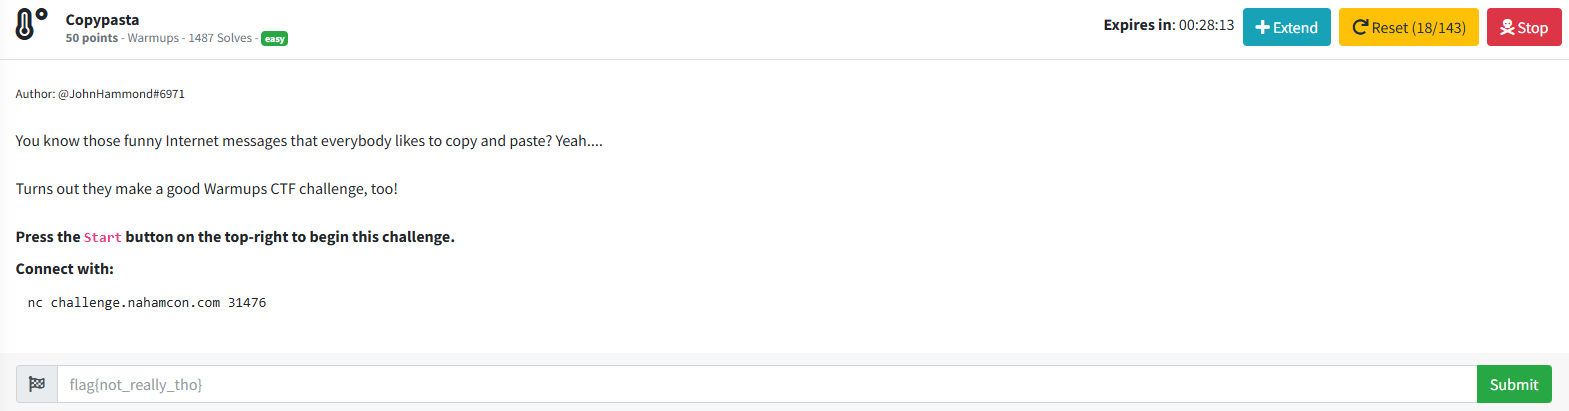 Copypasta
50 points - Warmups - 1487 Solves - easy
Expires in: 00:28:13
Extend
Reset (18/143)
Stop
Author: @JohnHammond#6971
You know those funny Internet messages that everybody likes to copy and paste? Yeah....
Turns out they make a good Warmups CTF challenge, too!
Press the Start button on the top-right to begin this challenge.
Connect with:
nc challenge.nahamcon.com 31476
flag{not_really_tho}
Submit